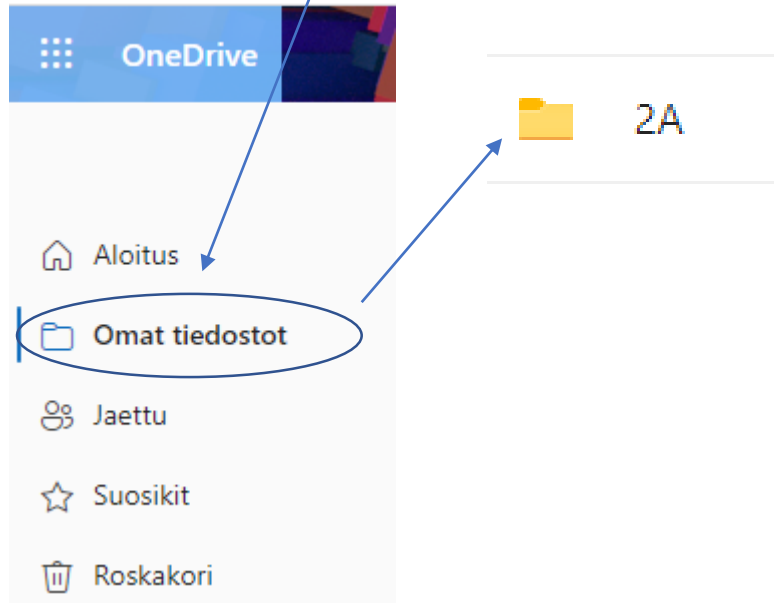 OneDrive
2A
Aloitus
Omat tiedostot
Jaettu
Suosikit
Roskakori